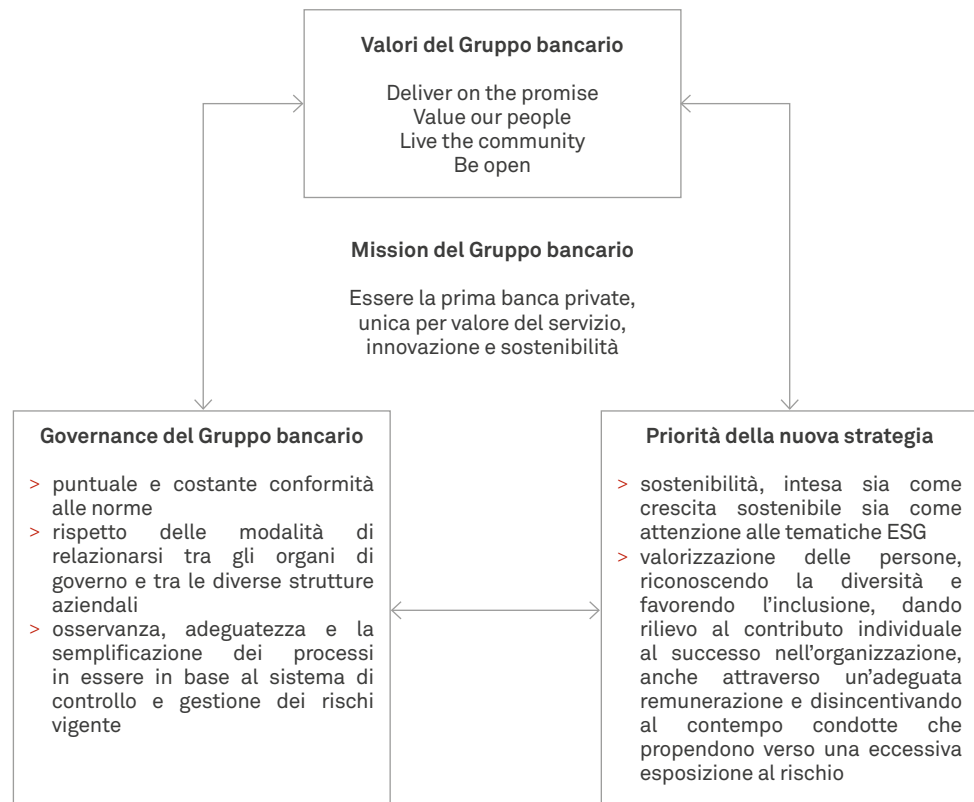 Valori del Gruppo bancario
Deliver on the promise
Value our people
Live the community
Be open
Mission del Gruppo bancario
Essere la prima banca private,
unica per valore del servizio,
innovazione e sostenibilità
Governance del Gruppo bancario
> puntuale e costante conformità
alle norme
> rispetto delle modalità di
relazionarsi tra gli organi di
governo e tra le diverse strutture
aziendali
> osservanza, adeguatezza e la
semplificazione dei processi
in essere in base al sistema di
controllo e gestione dei rischi
vigente
Priorità della nuova strategia
> sostenibilità, intesa sia come
crescita sostenibile sia come
attenzione alle tematiche ESG
> valorizzazione delle persone,
riconoscendo la diversità e
favorendo l’inclusione, dando
rilievo al contributo individuale
al successo nell’organizzazione,
anche attraverso un’adeguata
remunerazione e disincentivando
al contempo condotte che
propendono verso una eccessiva
esposizione al rischio